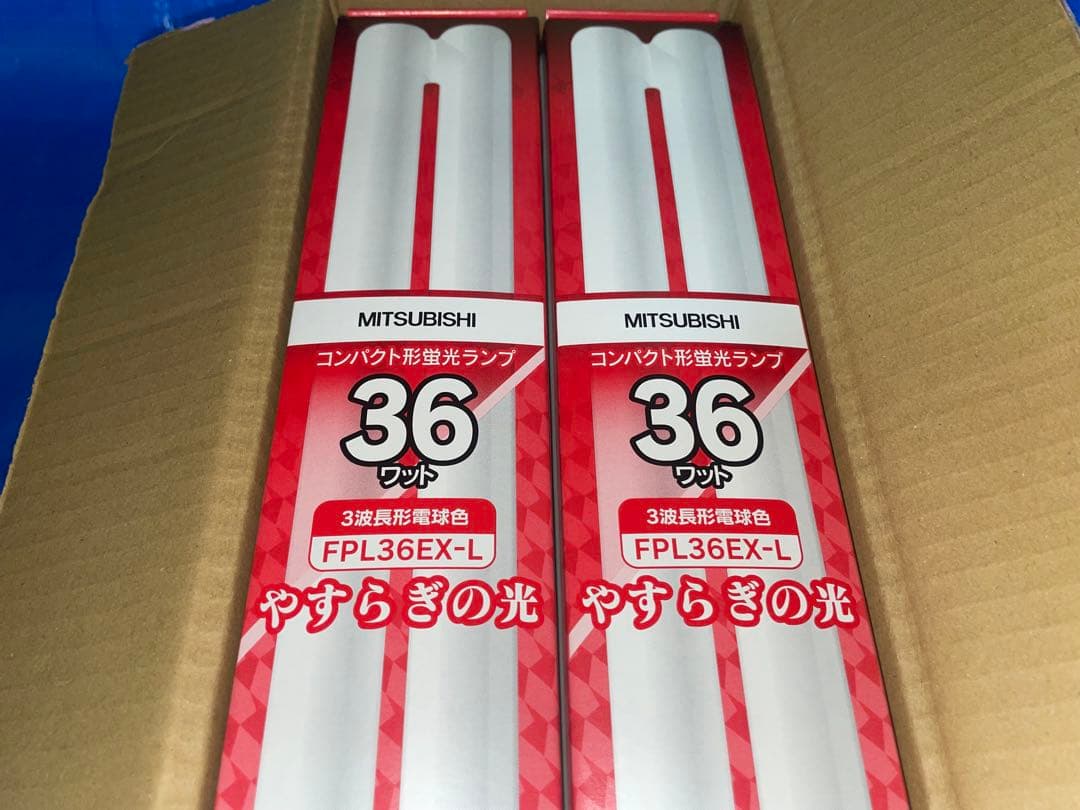 MITSUBISHI
コンパクト形蛍光ランプ
36
ワット
3波長形電球色
FPL36EX-L
やすらぎの光
MITSUBISHI
コンパクト形蛍光ランプ
36
ワット
3波長形電球色
FPL36EX-L
やすらぎの光